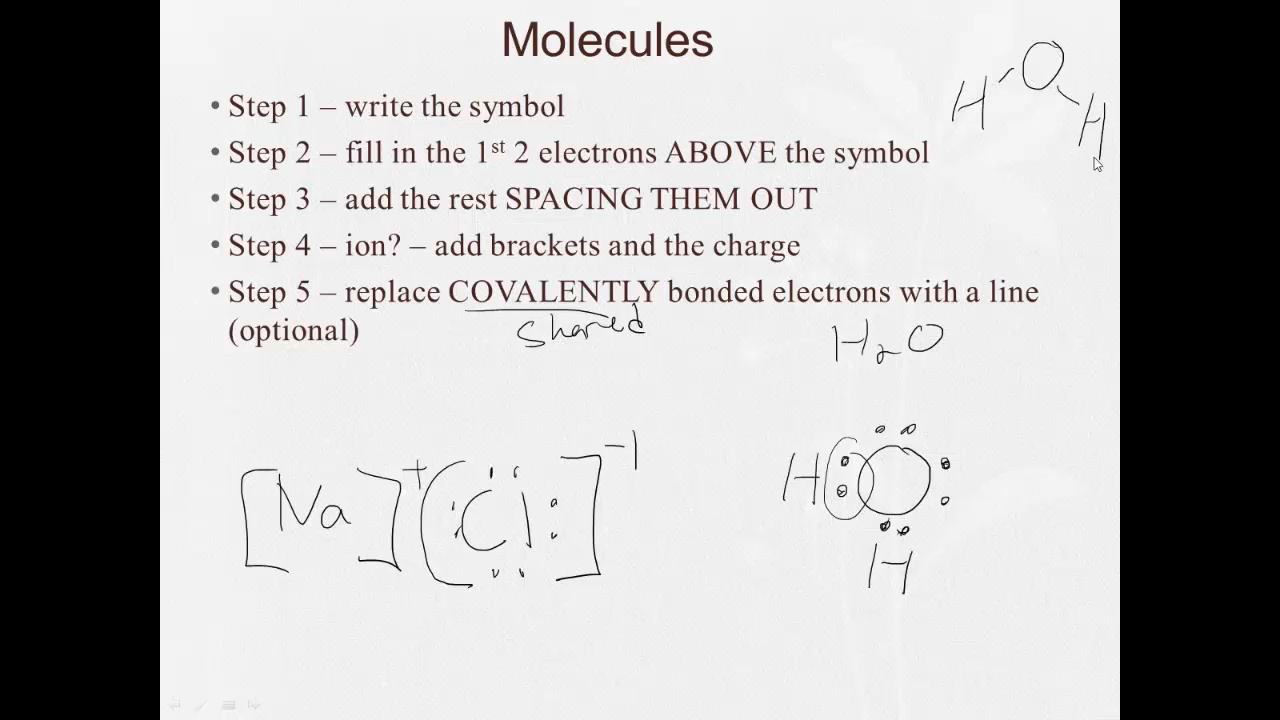 Molecules
• Step 1 – write the symbol
• Step 2 – fill in the 1st 2 electrons ABOVE the symbol
• Step 3 – add the rest SPACING THEM OUT
• Step 4 – ion? – add brackets and the charge
• Step 5 – replace COVALENTLY bonded electrons with a line
(optional)
shared
H O H
H2O
[Na]+ [Cl]-1
H O
H